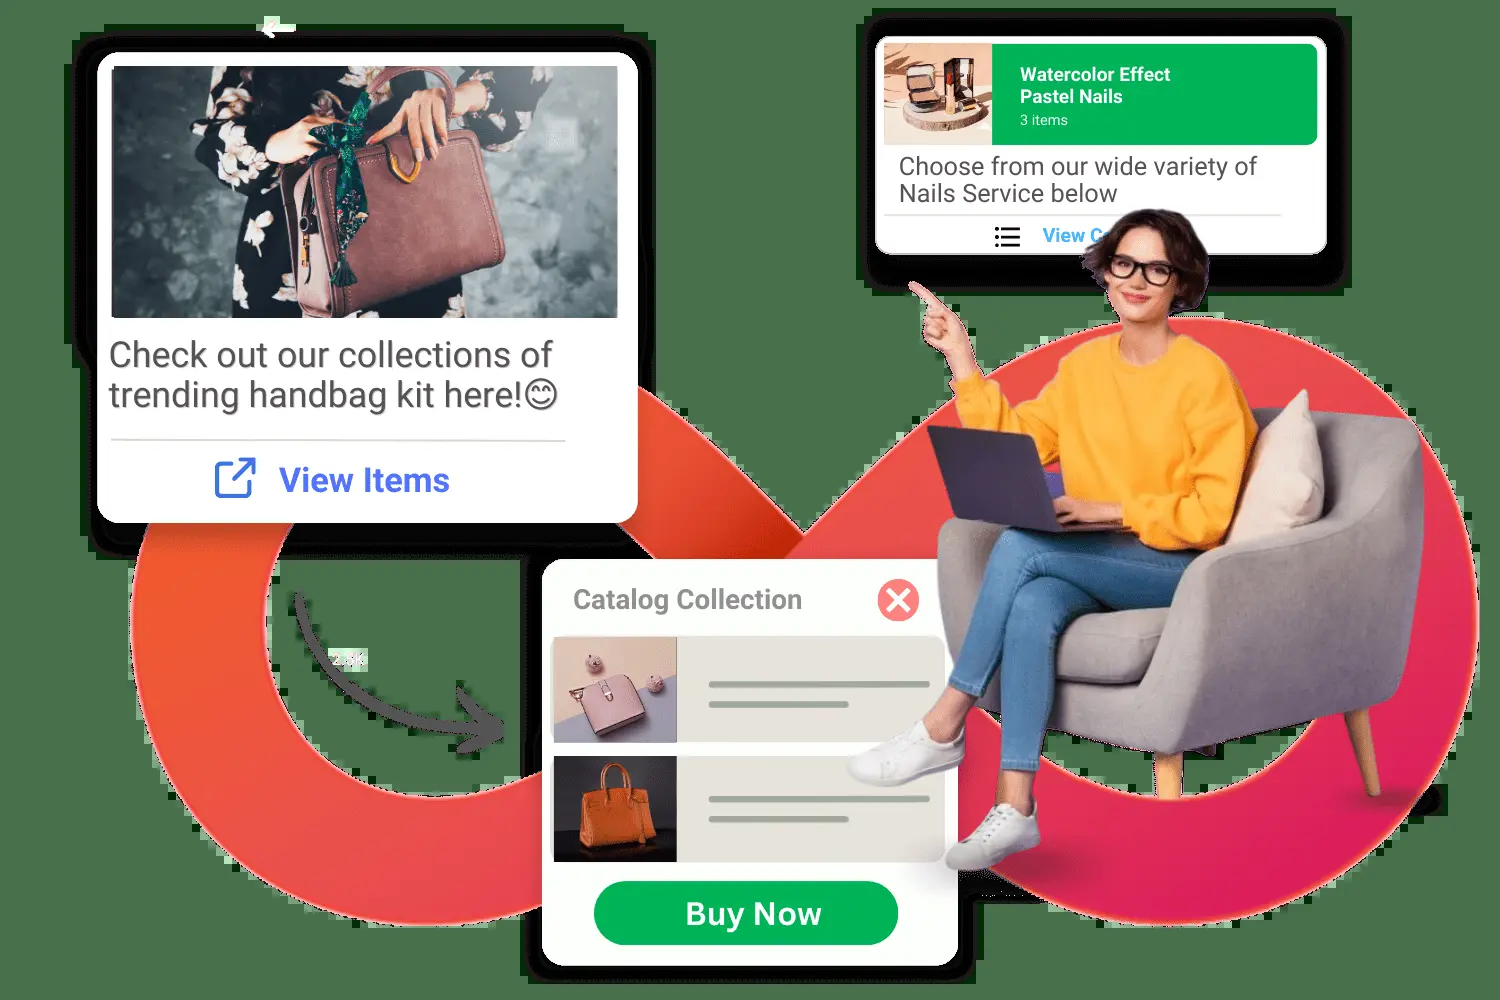 Check out our collections of
trending handbag kit here!😊
View Items
Watercolor Effect
Pastel Nails
3 items
Choose from our wide variety of
Nails Service below
View
Catalog Collection
Buy Now